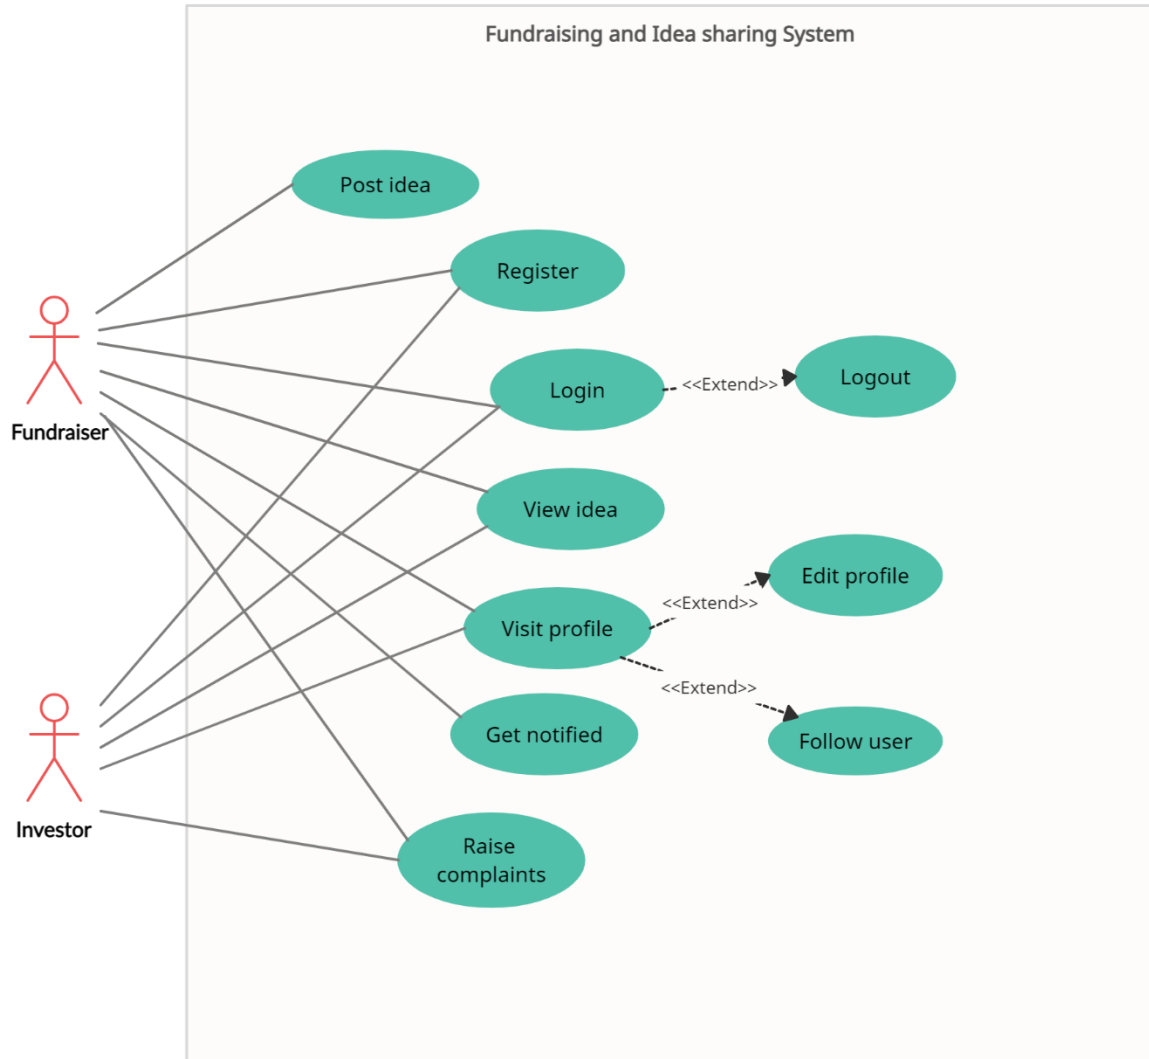 Fundraising and Idea sharing System
Post idea
Register
Login
<<Extend>>
Logout
Fundraiser
View idea
Edit profile
<<Extend>>
Visit profile
<<Extend>>
Get notified
Follow user
Investor
Raise
complaints